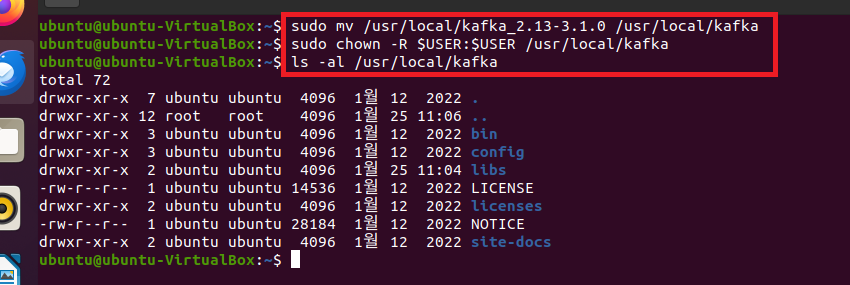 ubuntu@ubuntu-VirtualBox:~$ sudo mv /usr/local/kafka_2.13-3.1.0 /usr/local/kafka
ubuntu@ubuntu-VirtualBox:~$ sudo chown -R $USER:$USER /usr/local/kafka
ubuntu@ubuntu-VirtualBox:~$ ls -al /usr/local/kafka
total 72
drwxr-xr-x  7 ubuntu ubuntu  4096  1월 12  2022 .
drwxr-xr-x 12 root   root    4096  1월 25 11:06 ..
drwxr-xr-x  3 ubuntu ubuntu  4096  1월 12  2022 bin
drwxr-xr-x  3 ubuntu ubuntu  4096  1월 12  2022 config
drwxr-xr-x  2 ubuntu ubuntu  4096  1월 25 11:04 libs
-rw-r--r--  1 ubuntu ubuntu 14536  1월 12  2022 LICENSE
drwxr-xr-x  2 ubuntu ubuntu  4096  1월 12  2022 licenses
-rw-r--r--  1 ubuntu ubuntu 28184  1월 12  2022 NOTICE
drwxr-xr-x  2 ubuntu ubuntu  4096  1월 12  2022 site-docs
ubuntu@ubuntu-VirtualBox:~$